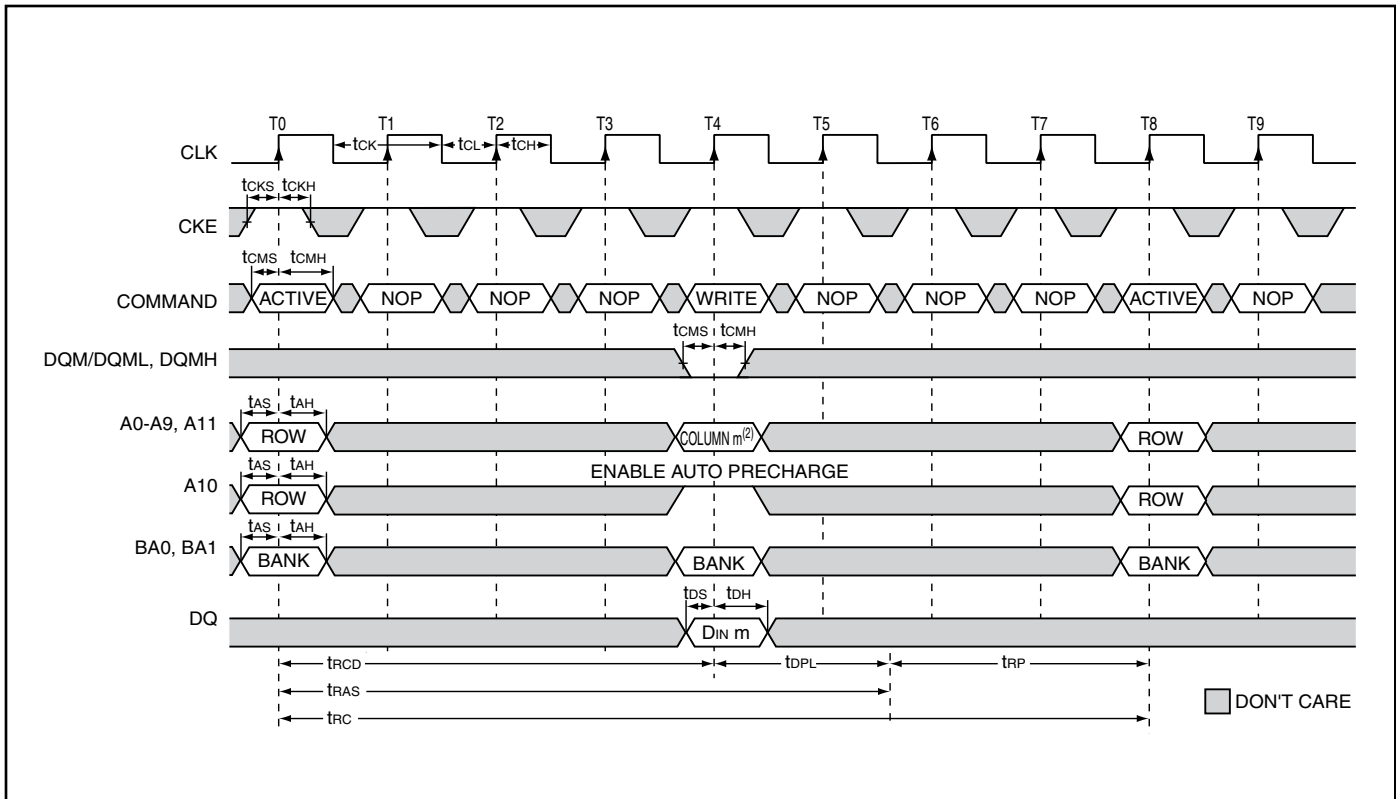 T0 T1 T2 T3 T4 T5 T6 T7 T8 T9
CLK tCK tCL tCH
tCKS tCKH
CKE
tCMS tCMH
COMMAND ACTIVE NOP NOP NOP WRITE NOP NOP NOP ACTIVE NOP
tCMS tCMH
DQM/DQML, DQMH
tAS tAH
A0-A9, A11 ROW COLUMN m(2) ROW
tAS tAH ENABLE AUTO PRECHARGE
A10 ROW ROW
tAS tAH
BA0, BA1 BANK BANK BANK
tDS tDH
DQ DIN m
tRCD tDPL tRP
tRAS
tRC
DON'T CARE